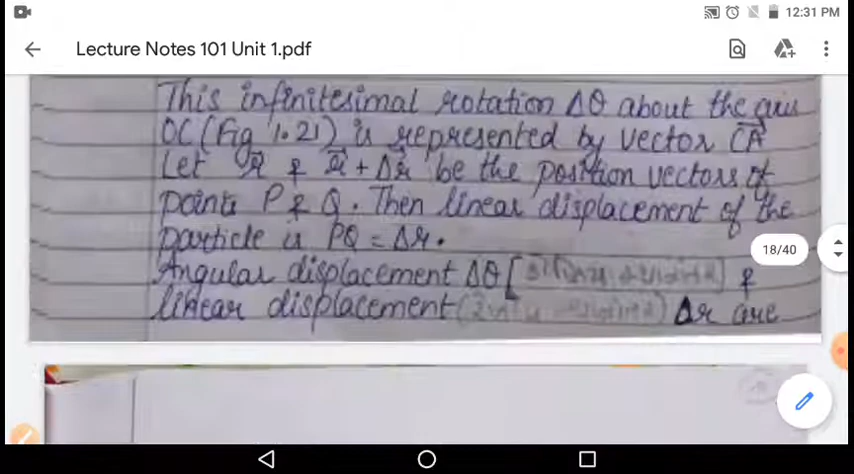 12:31 PM
Lecture Notes 101 Unit 1.pdf
This infinitesimal rotation Δθ about the axis
OC (Fig 1.21) is represented by vector C⃗A
Let r⃗ & r⃗ + Δr⃗ be the position vectors of
points P & Q. Then linear displacement of the
particle is PQ = Δr.
18/40
Angular displacement Δθ [ ] &
linear displacement ( ) Δr are